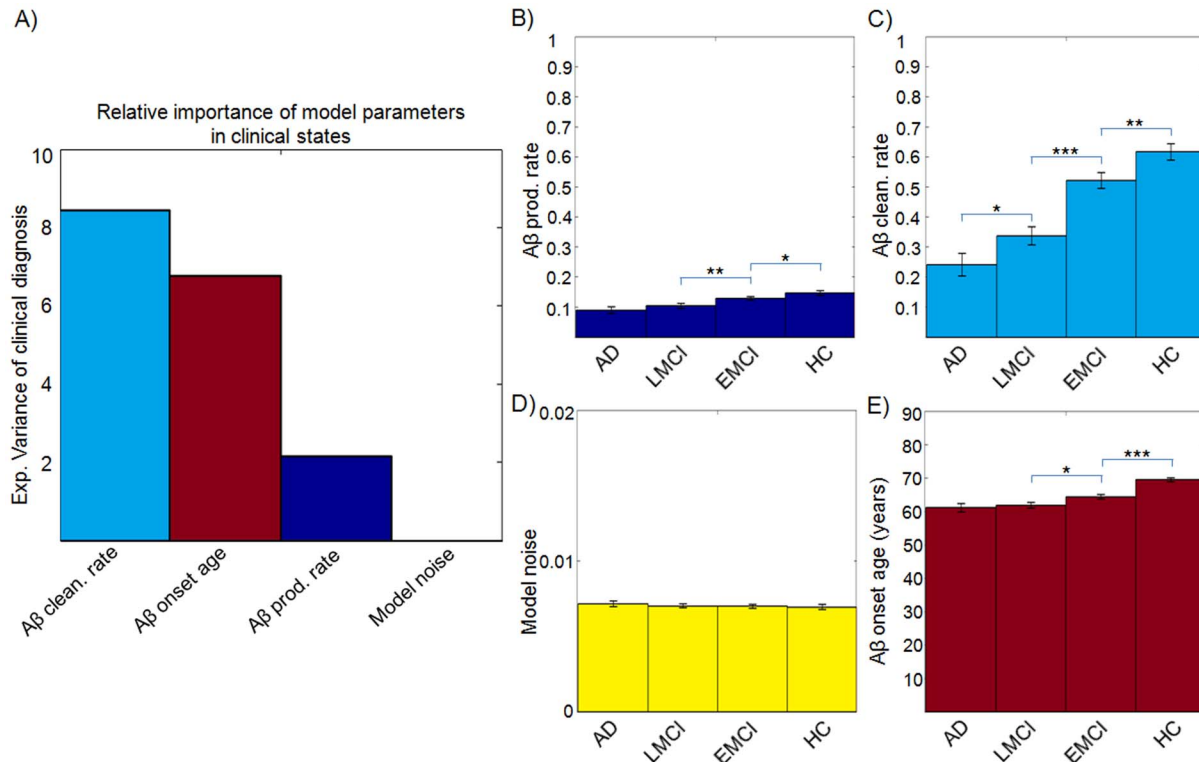 A)
Relative importance of model parameters
in clinical states
Exp. Variance of clinical diagnosis
10
8
6
4
2
Aβ clean. rate
Aβ onset age
Aβ prod. rate
Model noise
B)
Aβ prod. rate
1
0.9
0.8
0.7
0.6
0.5
0.4
0.3
0.2
0.1
**
*
AD
LMCI
EMCI
HC
C)
Aβ clean. rate
1
0.9
0.8
0.7
0.6
0.5
0.4
0.3
0.2
0.1
*
***
**
AD
LMCI
EMCI
HC
D)
Model noise
0.02
0.01
0
AD
LMCI
EMCI
HC
E)
Aβ onset age (years)
90
80
70
60
50
40
30
20
10
*
***
AD
LMCI
EMCI
HC